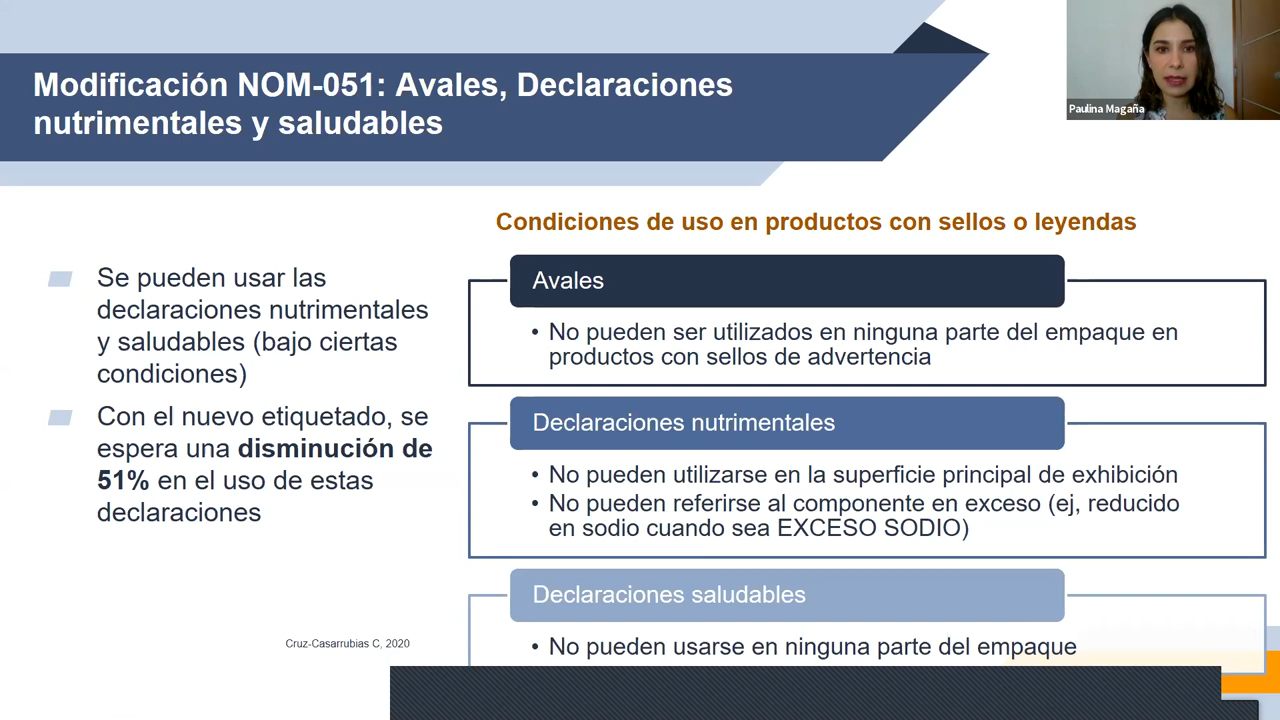 Modificación NOM-051: Avales, Declaraciones
nutrimentales y saludables
Paulina Magaña
Se pueden usar las
declaraciones nutrimentales
y saludables (bajo ciertas
condiciones)
Con el nuevo etiquetado, se
espera una disminución de
51% en el uso de estas
declaraciones
Cruz-Casarrubias C, 2020
Condiciones de uso en productos con sellos o leyendas
Avales
• No pueden ser utilizados en ninguna parte del empaque en
productos con sellos de advertencia
Declaraciones nutrimentales
• No pueden utilizarse en la superficie principal de exhibición
• No pueden referirse al componente en exceso (ej, reducido
en sodio cuando sea EXCESO SODIO)
Declaraciones saludables
• No pueden usarse en ninguna parte del empaque